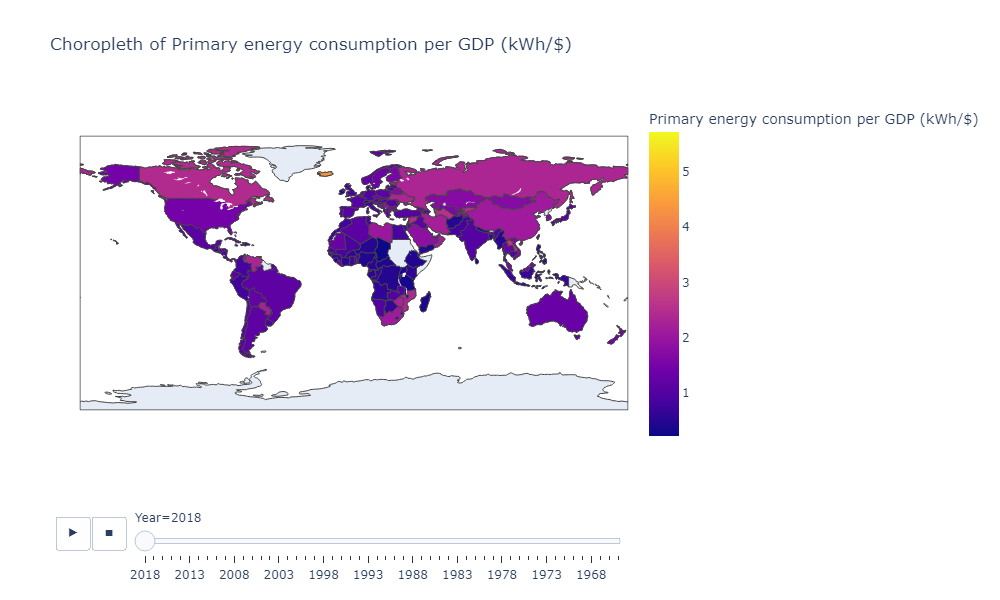 Choropleth of Primary energy consumption per GDP (kWh/$)
Primary energy consumption per GDP (kWh/$)
5
4
3
2
1
Year=2018
2018 2013 2008 2003 1998 1993 1988 1983 1978 1973 1968